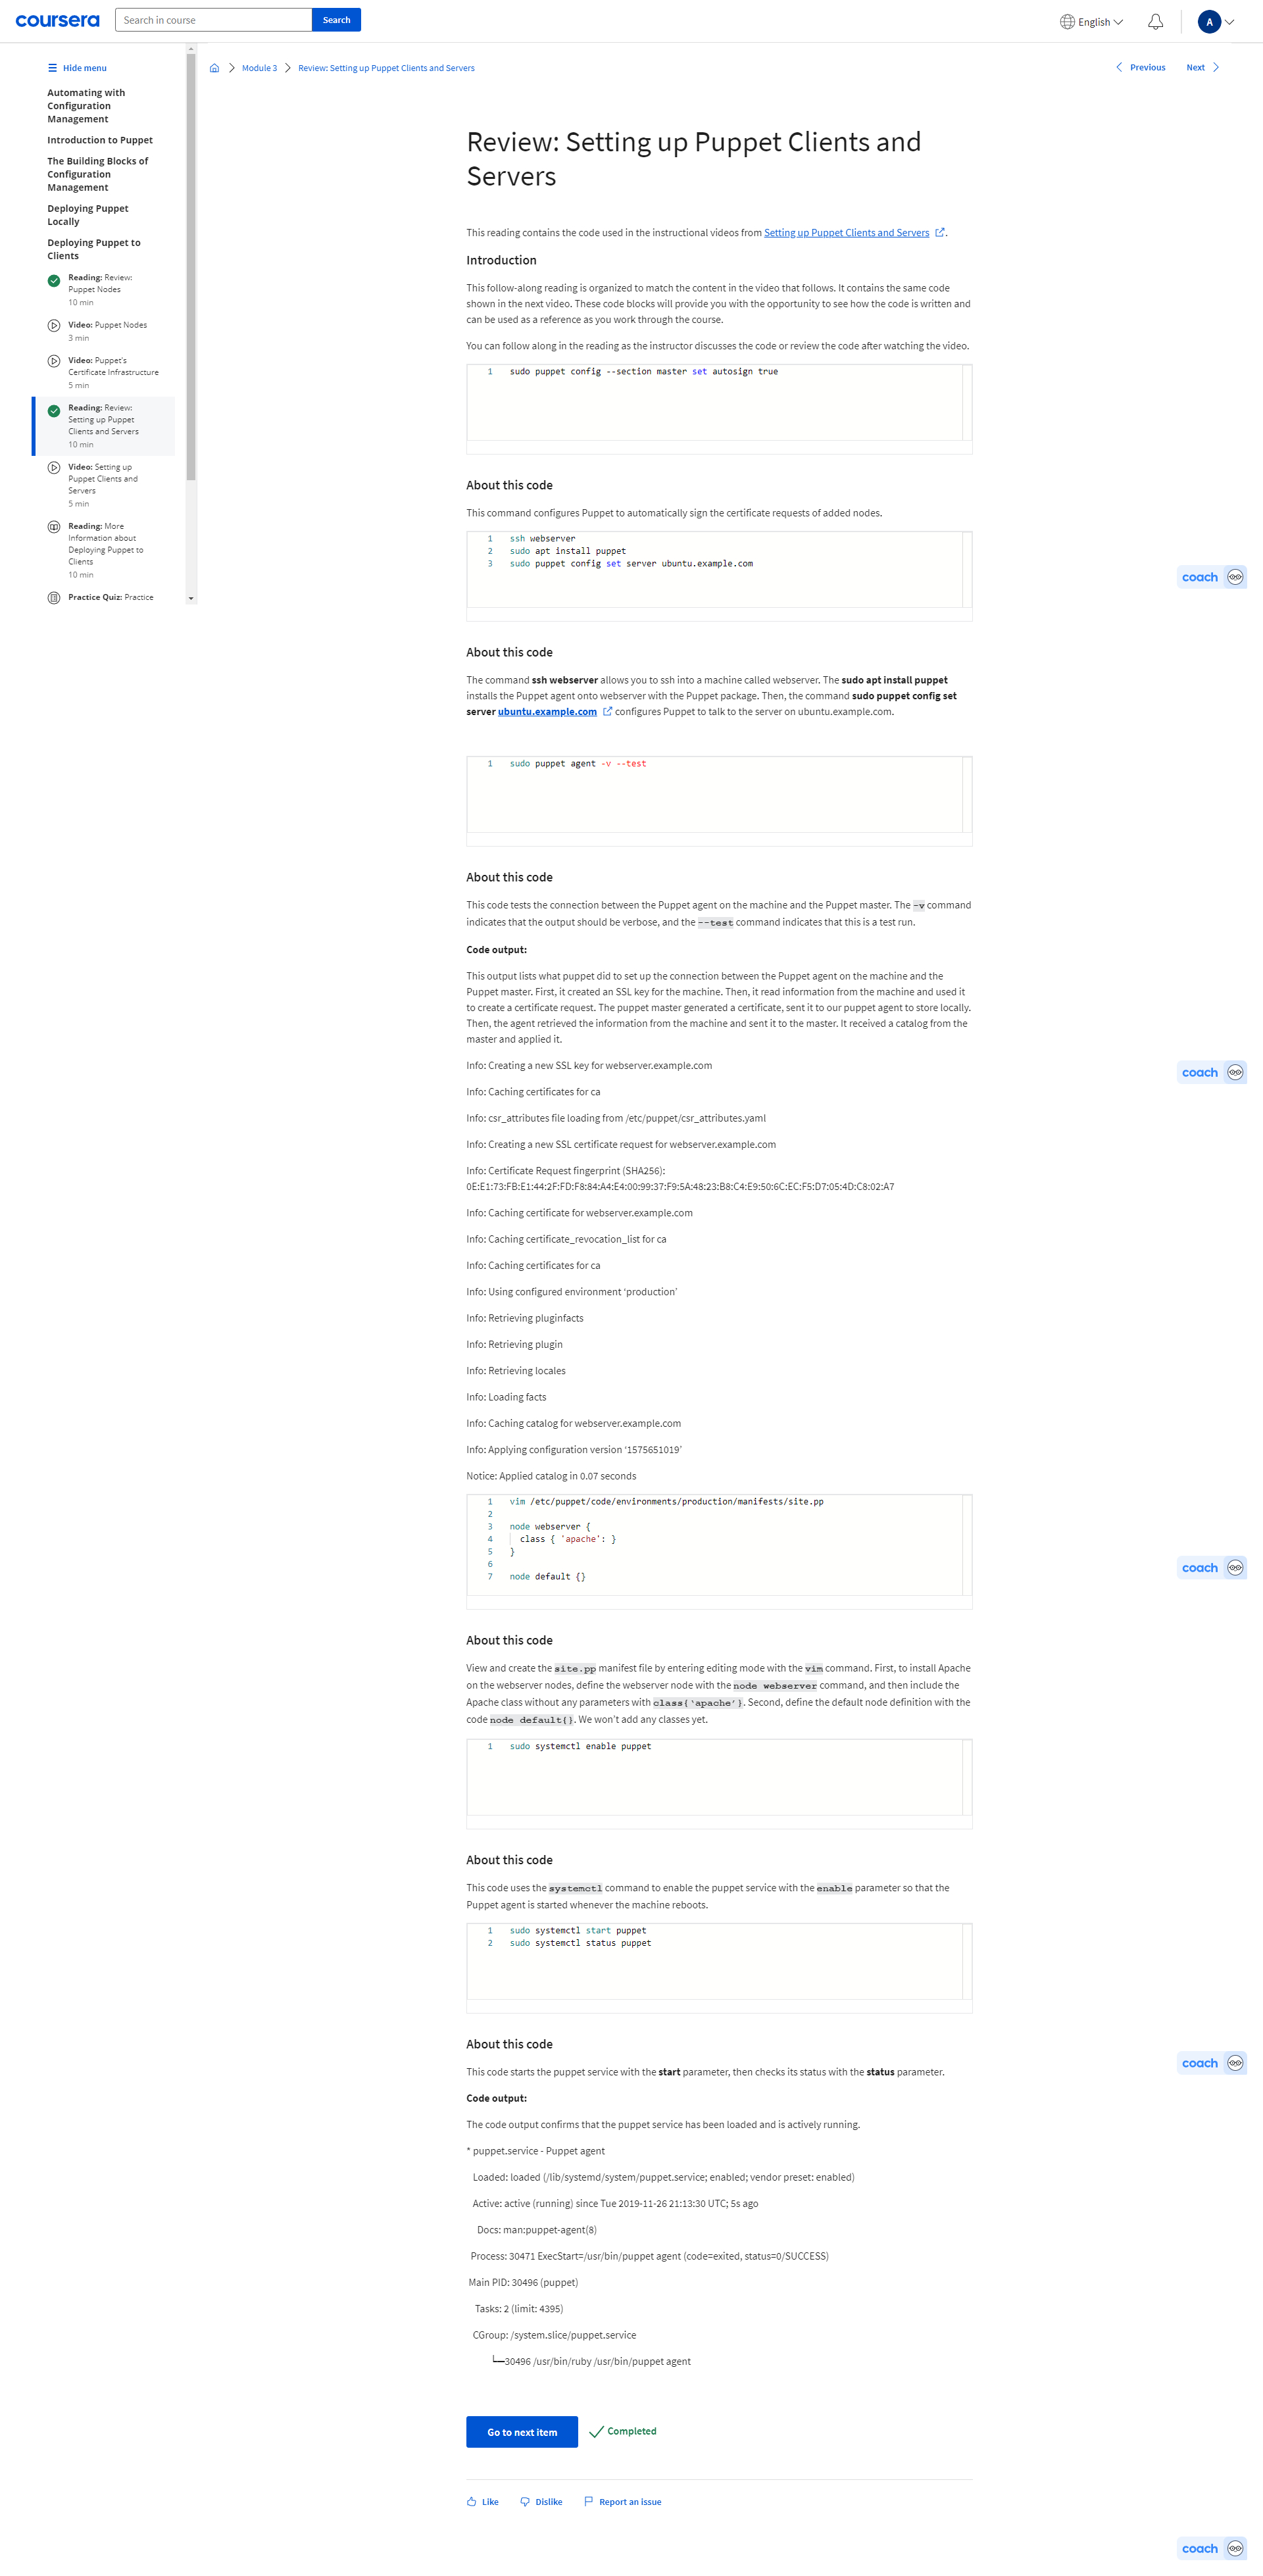 coursera
Search in course
Search
English
A
Hide menu
Automating with
Configuration
Management
Introduction to Puppet
The Building Blocks of
Configuration
Management
Deploying Puppet
Locally
Deploying Puppet to
Clients
Reading: Review:
Puppet Nodes
10 min
Video: Puppet Nodes
3 min
Video: Puppet's
Certificate Infrastructure
5 min
Reading: Review:
Setting up Puppet
Clients and Servers
10 min
Video: Setting up
Puppet Clients and
Servers
5 min
Reading: More
Information about
Deploying Puppet to
Clients
10 min
Practice Quiz: Practice
Module 3
Review: Setting up Puppet Clients and Servers
Previous
Next
Review: Setting up Puppet Clients and
Servers
This reading contains the code used in the instructional videos from Setting up Puppet Clients and Servers .
Introduction
This follow-along reading is organized to match the content in the video that follows. It contains the same code
shown in the next video. These code blocks will provide you with the opportunity to see how the code is written and
can be used as a reference as you work through the course.
You can follow along in the reading as the instructor discusses the code or review the code after watching the video.
1 sudo puppet config --section master set autosign true
About this code
This command configures Puppet to automatically sign the certificate requests of added nodes.
1 ssh webserver
2 sudo apt install puppet
3 sudo puppet config set server ubuntu.example.com
coach
About this code
The command ssh webserver allows you to ssh into a machine called webserver. The sudo apt install puppet
installs the Puppet agent onto webserver with the Puppet package. Then, the command sudo puppet config set
server ubuntu.example.com configures Puppet to talk to the server on ubuntu.example.com.
1 sudo puppet agent -v --test
About this code
This code tests the connection between the Puppet agent on the machine and the Puppet master. The -v command
indicates that the output should be verbose, and the --test command indicates that this is a test run.
Code output:
This output lists what puppet did to set up the connection between the Puppet agent on the machine and the
Puppet master. First, it created an SSL key for the machine. Then, it read information from the machine and used it
to create a certificate request. The puppet master generated a certificate, sent it to our puppet agent to store locally.
Then, the agent retrieved the information from the machine and sent it to the master. It received a catalog from the
master and applied it.
Info: Creating a new SSL key for webserver.example.com
coach
Info: Caching certificates for ca
Info: csr_attributes file loading from /etc/puppet/csr_attributes.yaml
Info: Creating a new SSL certificate request for webserver.example.com
Info: Certificate Request fingerprint (SHA256):
0E:E1:73:FB:E1:44:2F:FD:F8:84:A4:E4:00:99:37:F9:5A:48:23:B8:C4:E9:50:6C:EC:F5:D7:05:4D:C8:02:A7
Info: Caching certificate for webserver.example.com
Info: Caching certificate_revocation_list for ca
Info: Caching certificates for ca
Info: Using configured environment ‘production’
Info: Retrieving pluginfacts
Info: Retrieving plugin
Info: Retrieving locales
Info: Loading facts
Info: Caching catalog for webserver.example.com
Info: Applying configuration version ‘1575651019’
Notice: Applied catalog in 0.07 seconds
1 vim /etc/puppet/code/environments/production/manifests/site.pp
2
3 node webserver {
4 class { 'apache': }
5 }
6
7 node default {}
coach
About this code
View and create the site.pp manifest file by entering editing mode with the vim command. First, to install Apache
on the webserver nodes, define the webserver node with the node webserver command, and then include the
Apache class without any parameters with class{‘apache’}. Second, define the default node definition with the
code node default{}. We won’t add any classes yet.
1 sudo systemctl enable puppet
About this code
This code uses the systemctl command to enable the puppet service with the enable parameter so that the
Puppet agent is started whenever the machine reboots.
1 sudo systemctl start puppet
2 sudo systemctl status puppet
About this code
coach
This code starts the puppet service with the start parameter, then checks its status with the status parameter.
Code output:
The code output confirms that the puppet service has been loaded and is actively running.
* puppet.service - Puppet agent
Loaded: loaded (/lib/systemd/system/puppet.service; enabled; vendor preset: enabled)
Active: active (running) since Tue 2019-11-26 21:13:30 UTC; 5s ago
Docs: man:puppet-agent(8)
Process: 30471 ExecStart=/usr/bin/puppet agent (code=exited, status=0/SUCCESS)
Main PID: 30496 (puppet)
Tasks: 2 (limit: 4395)
CGroup: /system.slice/puppet.service
└─30496 /usr/bin/ruby /usr/bin/puppet agent
Go to next item
Completed
Like
Dislike
Report an issue
coach